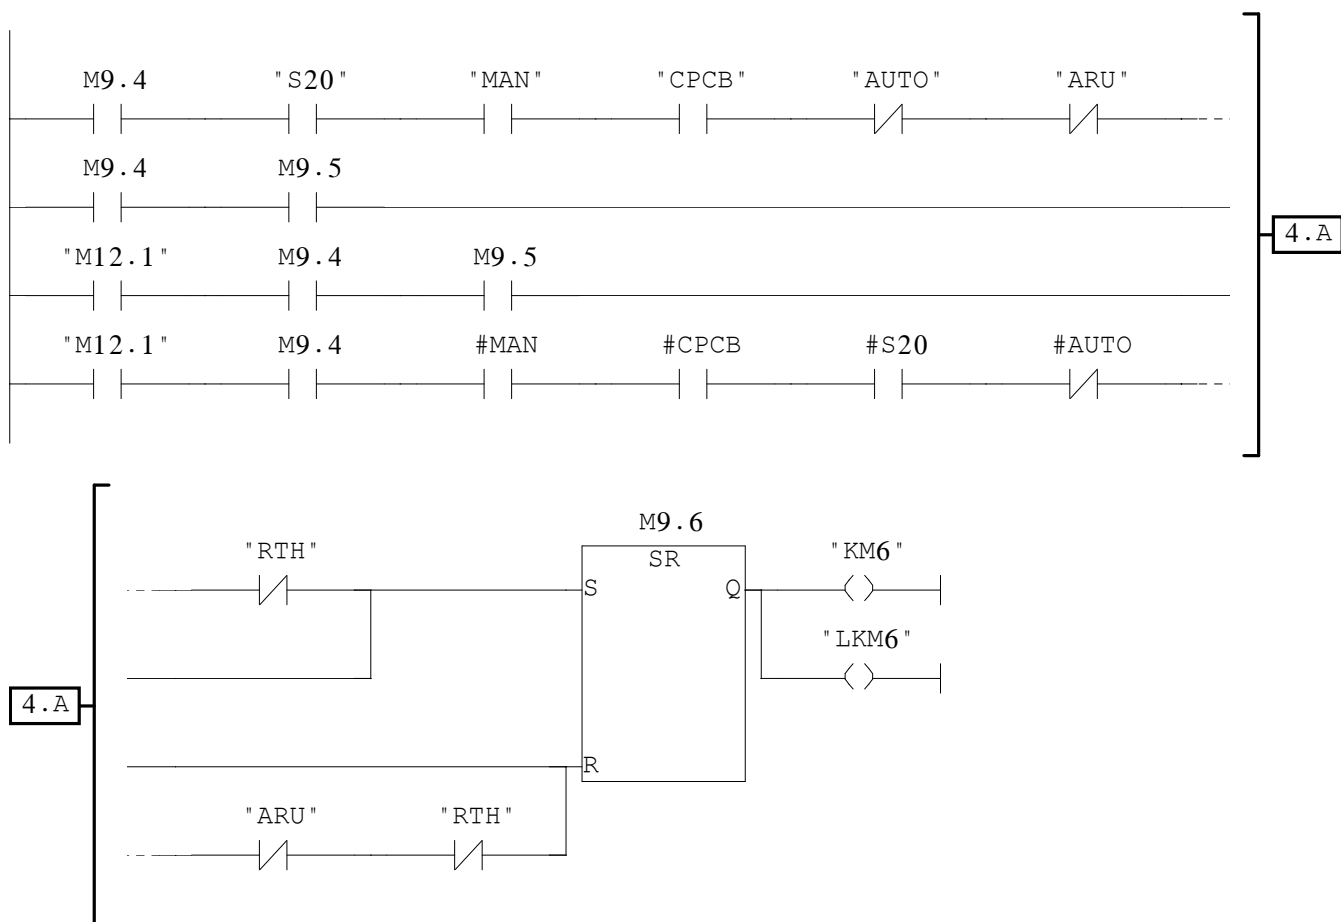 M9.4 "S20" "MAN" "CPCB" "AUTO" "ARU"
M9.4 M9.5
"M12.1" M9.4 M9.5
4.A
"M12.1" M9.4 #MAN #CPCB #S20 #AUTO
M9.6
"RTH" SR "KM6"
S Q
"LKM6"
4.A
R
"ARU" "RTH"